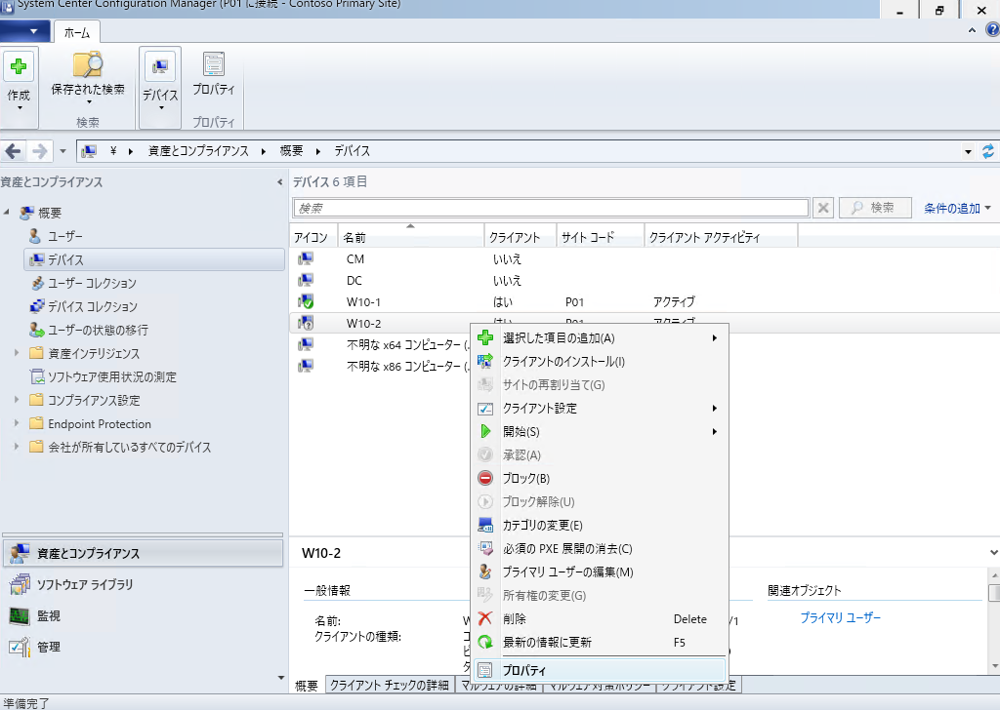 System Center Configuration Manager (P01 に接続 - Contoso Primary Site)
ホーム
作成
保存された検索
デバイス
プロパティ
検索
プロパティ
¥ 資産とコンプライアンス 概要 デバイス
資産とコンプライアンス
概要
ユーザー
デバイス
ユーザー コレクション
デバイス コレクション
ユーザーの状態の移行
資産インテリジェンス
ソフトウェア使用状況の測定
コンプライアンス設定
Endpoint Protection
会社が所有しているすべてのデバイス
資産とコンプライアンス
ソフトウェア ライブラリ
監視
管理
デバイス 6 項目
検索
検索
条件の追加
アイコン 名前 クライアント サイト コード クライアント アクティビティ
CM いいえ
DC いいえ
W10-1 はい P01 アクティブ
W10-2 はい P01 アクティブ
不明な x64 コンピューター (.
不明な x86 コンピューター (.
選択した項目の追加(A)
クライアントのインストール(I)
サイトの再割り当て(G)
クライアント設定
開始(S)
承認(A)
ブロック(B)
ブロック解除(U)
カテゴリの変更(E)
必須の PXE 展開の消去(C)
プライマリ ユーザーの編集(M)
所有権の変更(G)
削除 Delete
最新の情報に更新 F5
プロパティ
W10-2
一般情報
名前:
クライアントの種類:
/1
関連オブジェクト
プライマリ ユーザー
概要 クライアント チェックの詳細 マルウェアの詳細 マルウェア対策ポリシー クライアント設定
準備完了